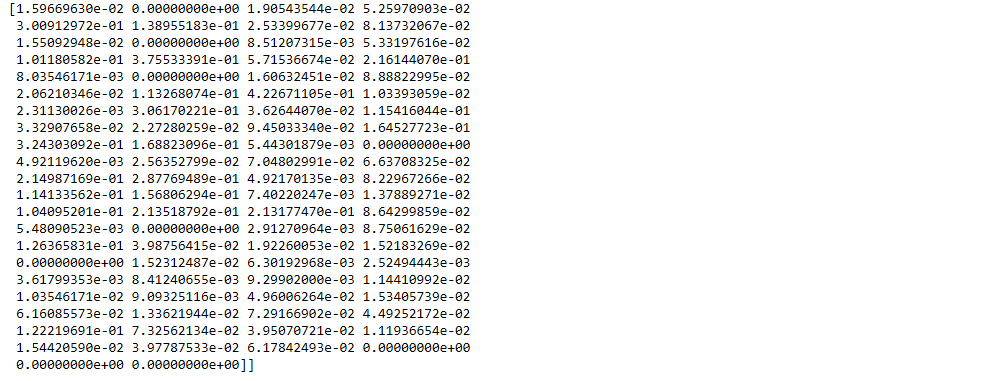 [1.59669630e-02 0.00000000e+00 1.90543544e-02 5.25970903e-02
3.00912972e-01 1.38955183e-01 2.53399677e-02 8.13732067e-02
1.55092948e-02 0.00000000e+00 8.51207315e-03 5.33197616e-02
1.01180582e-01 3.75533391e-01 5.71536674e-02 2.16144070e-01
8.03546171e-03 0.00000000e+00 1.60632451e-02 8.88822995e-02
2.06210346e-02 1.13268074e-01 4.22671105e-01 1.03393059e-02
2.31130026e-03 3.06170221e-01 3.62644070e-02 1.15416044e-01
3.32907658e-02 2.27280259e-02 9.45033340e-02 1.64527723e-01
3.24303092e-01 1.68823096e-01 5.44301879e-03 0.00000000e+00
4.92119620e-03 2.56352799e-02 7.04802991e-02 6.63708325e-02
2.14987169e-01 2.87769489e-01 4.92170135e-03 8.22967266e-02
1.14133562e-01 1.56806294e-01 7.40220247e-03 1.37889271e-02
1.04095201e-01 2.13518792e-01 2.13177470e-01 8.64299859e-02
5.48090523e-03 0.00000000e+00 2.91270964e-03 8.75061629e-02
1.26365831e-01 3.98756415e-02 1.92260053e-02 1.52183269e-02
0.00000000e+00 1.52312487e-02 6.30192968e-03 2.52494443e-03
3.61799353e-03 8.41240655e-03 9.29902000e-03 1.14410992e-02
1.03546171e-02 9.09325116e-03 4.96006264e-02 1.53405739e-02
6.16085573e-02 1.33621944e-02 7.29166902e-02 4.49252172e-02
1.22219691e-01 7.32562134e-02 3.95070721e-02 1.11936654e-02
1.54420590e-02 3.97787533e-02 6.17842493e-02 0.00000000e+00
0.00000000e+00 0.00000000e+00]]